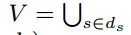 V = ⋃_{s∈d_s}